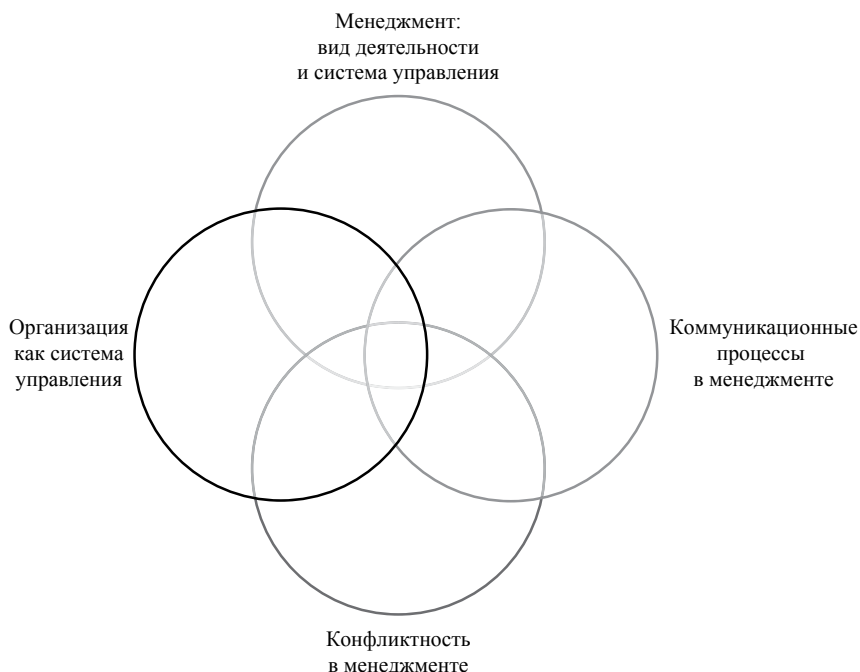 Менеджмент:
вид деятельности
и система управления
Организация
как система
управления
Коммуникационные
процессы
в менеджменте
Конфликтность
в менеджменте